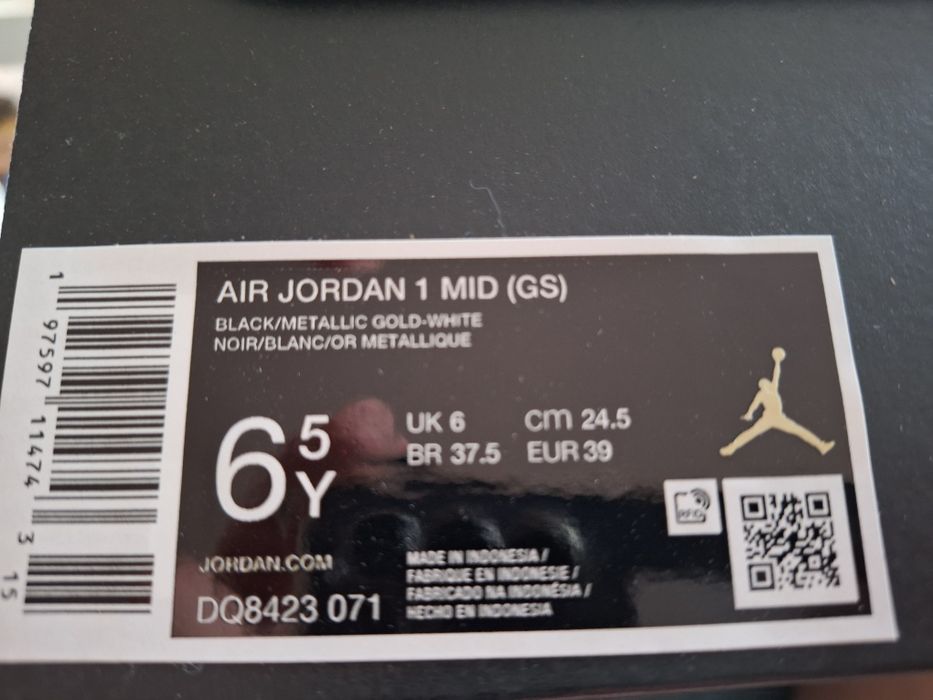 AIR JORDAN 1 MID (GS)
BLACK/METALLIC GOLD-WHITE
NOIR/BLANC/OR METALLIQUE
6 5 Y
UK 6 CM 24.5
BR 37.5 EUR 39
JORDAN.COM
DQ8423 071
MADE IN INDONESIA /
FABRIQUE EN INDONESIE /
FABRICADO NA INDONESIA /
HECHO EN INDONESIA
RFID
1 97597 11474 3 15